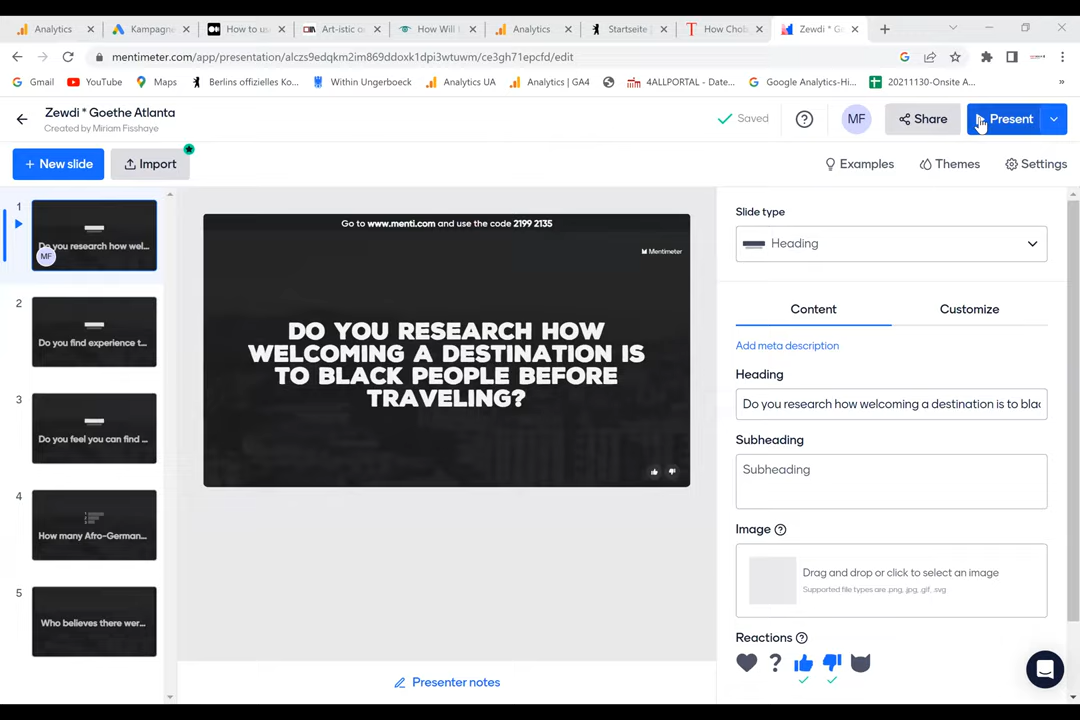 Analytics
Kampagne
How to us
Art-istic o
How Will
Analytics
Startseite
How Chob
Zewdi * G
mentimeter.com/app/presentation/alczs9edqkm2im869ddoxk1dpi3wtuwm/ce3gh71epcfd/edit
Gmail
YouTube
Maps
Berlins offizielles Ko...
Within Ungerboeck
Analytics UA
Analytics | GA4
4ALLPORTAL - Date...
Google Analytics-Hi...
20211130-Onsite A...
»
Zewdi * Goethe Atlanta
Created by Miriam Fisshaye
Saved
MF
Share
Present
+ New slide
Import
Examples
Themes
Settings
1
Do you research how wel...
MF
2
Do you find experience t...
3
Do you feel you can find ...
4
How many Afro-German...
5
Who believes there wer...
Go to www.menti.com and use the code 2199 2135
Mentimeter
DO YOU RESEARCH HOW
WELCOMING A DESTINATION IS
TO BLACK PEOPLE BEFORE
TRAVELING?
Presenter notes
Slide type
Heading
Content
Customize
Add meta description
Heading
Do you research how welcoming a destination is to blac
Subheading
Subheading
Image
Drag and drop or click to select an image
Supported file types are .png, .jpg, .gif, .svg
Reactions